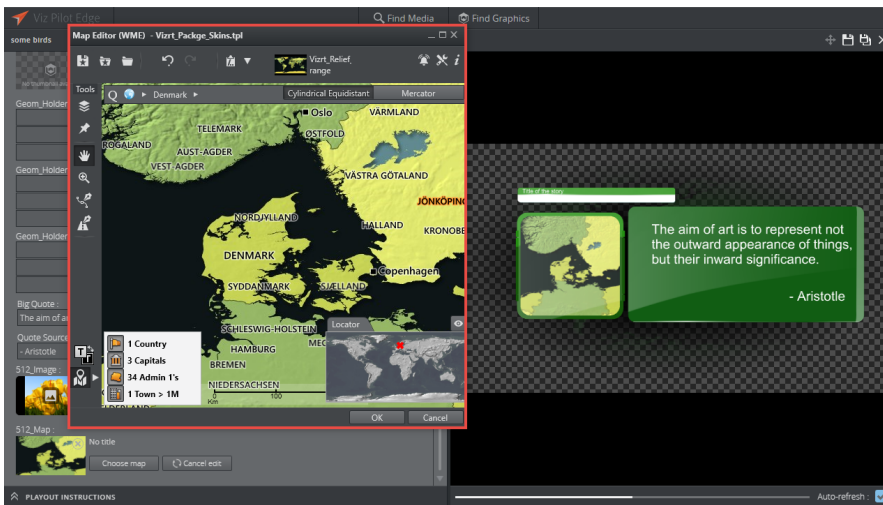 Viz Pilot Edge
Find Media
Find Graphics
some birds
Map Editor (WME) - Vizrt_Packge_Skins.tpl
Vizrt_Relief,
range
Tools
Denmark
Cylindrical Equidistant
Mercator
Geom_Holder
Geom_Holder
Geom_Holder
Oslo
VÄRMLAND
TELEMARK
ØSTFOLD
ROGALAND
AUST-AGDER
VEST-AGDER
VÄSTRA GÖTALAND
JÖNKÖPING
NORDJYLLAND
HALLAND
KRONOBE
DENMARK
Copenhagen
SYDDANMARK
SJÆLLAND
SCHLESWIG-HOLSTEIN
Locator
MEC
HAMBURG
BREMEN
NIEDERSACHSEN
0
100
Km
1 Country
3 Capitals
34 Admin 1's
1 Town > 1M
OK
Cancel
Big Quote :
The aim of ar
Quote Source
- Aristotle
512_Image :
512_Map :
No title
Choose map
Cancel edit
PLAYOUT INSTRUCTIONS
Title of the story
The aim of art is to represent not
the outward appearance of things,
but their inward significance.
- Aristotle
Auto-refresh :